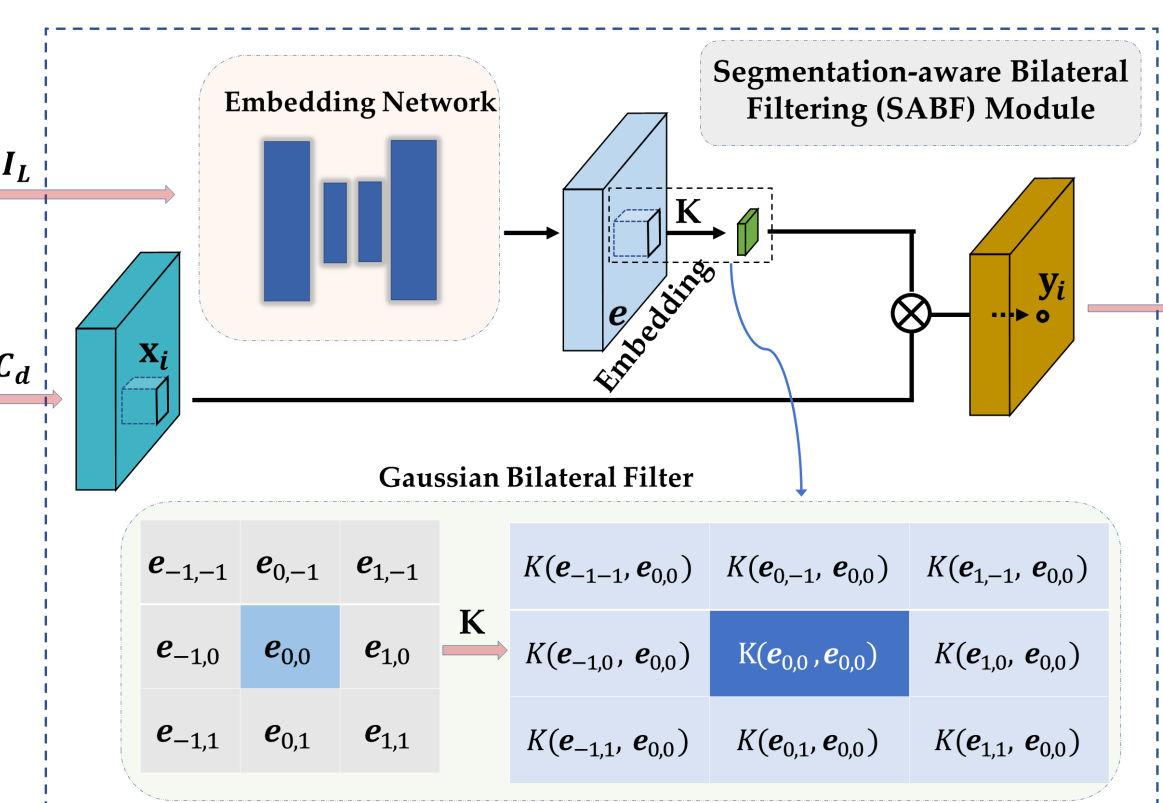 Segmentation-aware Bilateral
Filtering (SABF) Module
Embedding Network
I_L
K
e
Embedding
x_i
y_i
C_d
Gaussian Bilateral Filter
e_{−1,−1} e_{0,−1} e_{1,−1}
e_{−1,0} e_{0,0} e_{1,0}
e_{−1,1} e_{0,1} e_{1,1}
K
K(e_{−1−1}, e_{0,0}) K(e_{0,−1}, e_{0,0}) K(e_{1,−1}, e_{0,0})
K(e_{−1,0}, e_{0,0}) K(e_{0,0}, e_{0,0}) K(e_{1,0}, e_{0,0})
K(e_{−1,1}, e_{0,0}) K(e_{0,1}, e_{0,0}) K(e_{1,1}, e_{0,0})